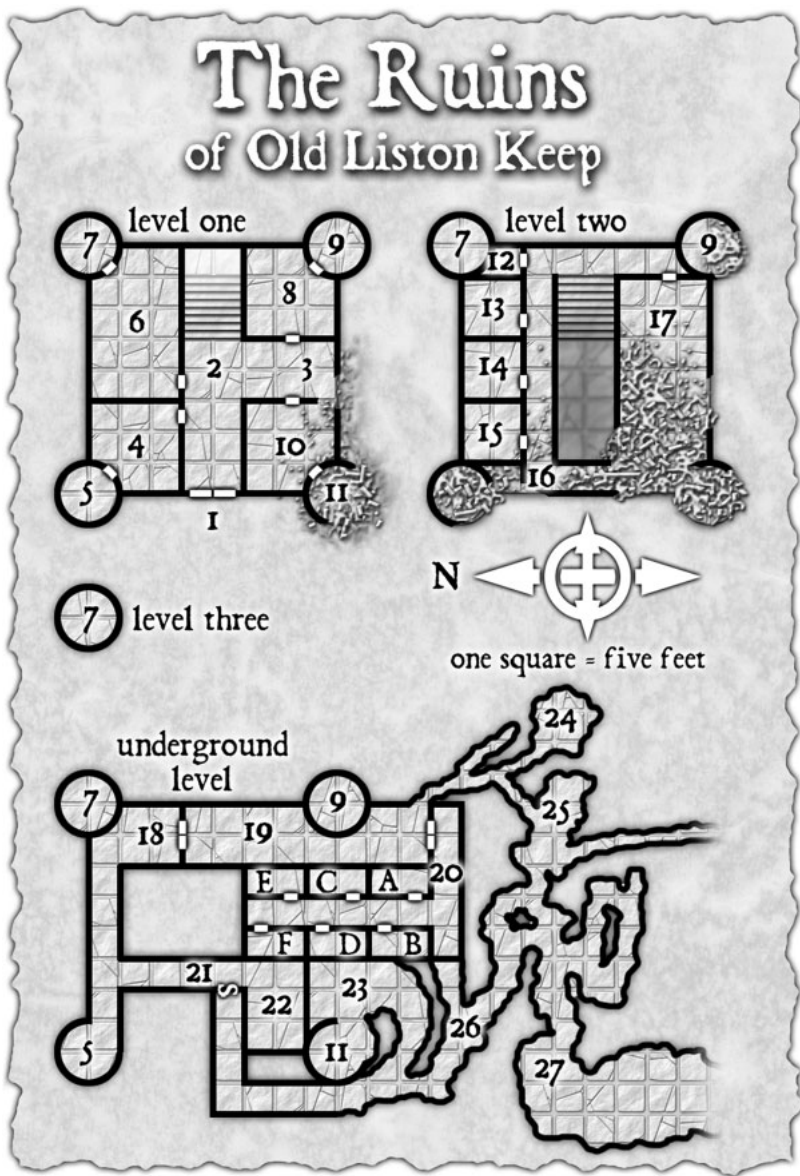 The Ruins
of Old Liston Keep
level one
7
9
8
6
2
3
4
10
5
11
1
level two
7
9
12
13
17
14
15
16
N
one square = five feet
7 level three
underground
level
24
25
7
9
18
19
20
E
C
A
F
D
B
21
S
22
23
26
5
11
27